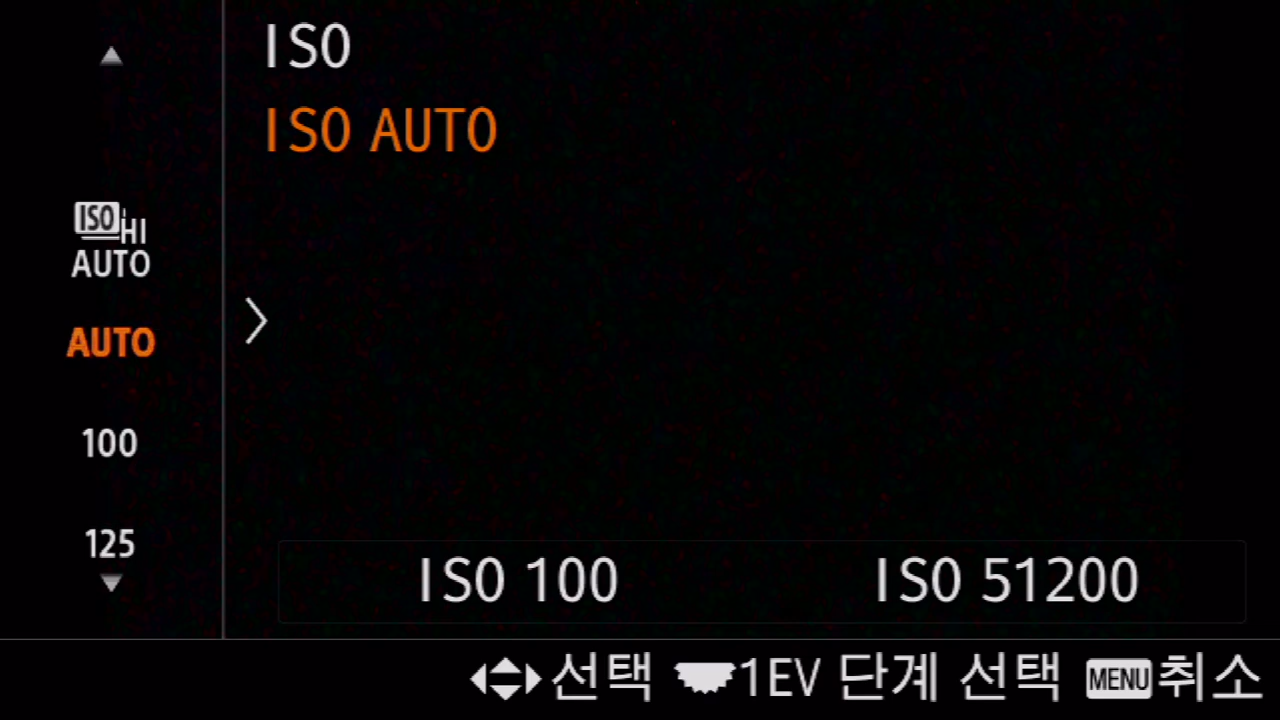 ISO
ISO AUTO
ISO HI
AUTO
AUTO
100
125
ISO 100 ISO 51200
선택 1EV 단계 선택 MENU 취소